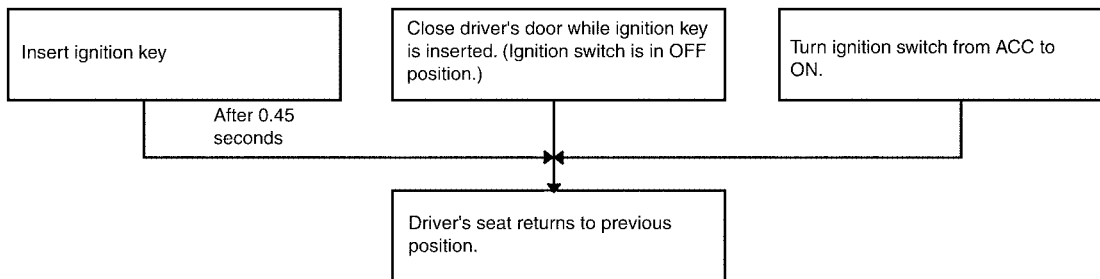 Insert ignition key
Close driver's door while ignition key
is inserted. (Ignition switch is in OFF
position.)
Turn ignition switch from ACC to
ON.
After 0.45
seconds
Driver's seat returns to previous
position.